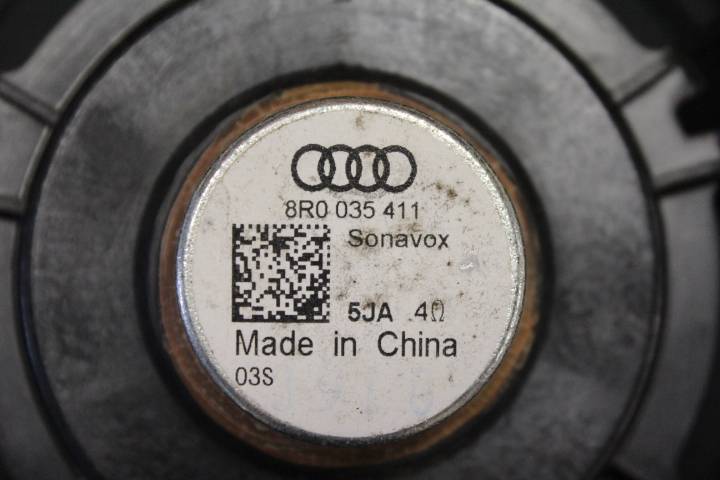 8R0 035 411
Sonavox
5JA 4Ω
Made in China
03S